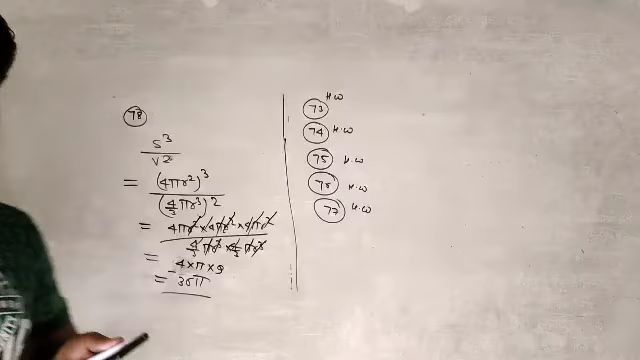 78
S³/V²
= (4πr²)³/(4/3 πr³)²
= 4πr² × 4πr² × 4πr²/4/3 πr³ × 4/3 πr³
= 4 × π × 9
= 36π
73 H.W
74 H.W
75 H.W
76 H.W
77 H.W